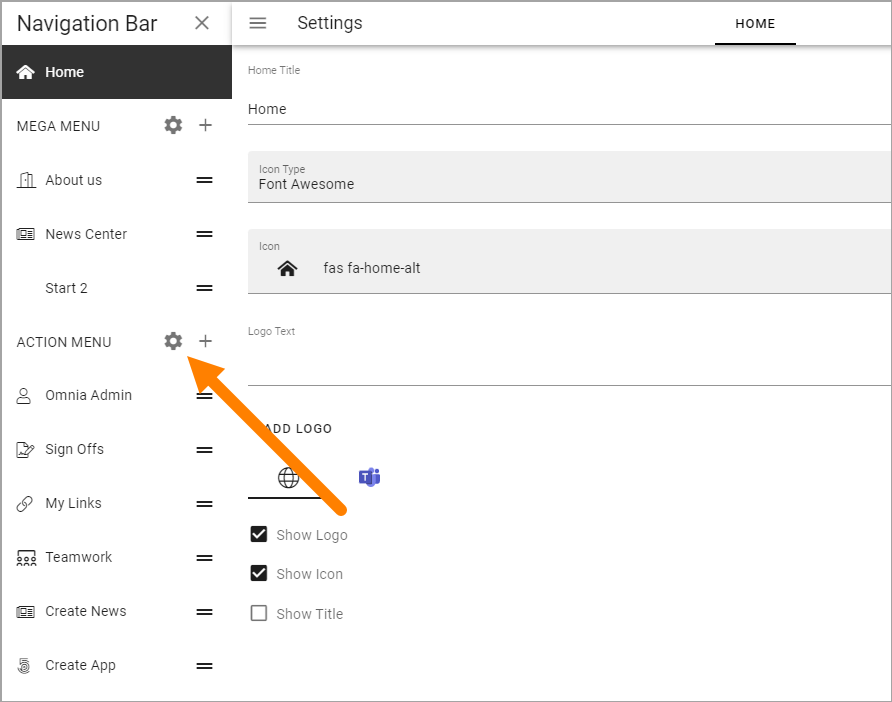 Navigation Bar
Settings
HOME
Home
MEGA MENU
About us
News Center
Start 2
ACTION MENU
Omnia Admin
Sign Offs
My Links
Teamwork
Create News
Create App
Home Title
Home
Icon Type
Font Awesome
Icon
fas fa-home-alt
Logo Text
ADD LOGO
T
Show Logo
Show Icon
Show Title